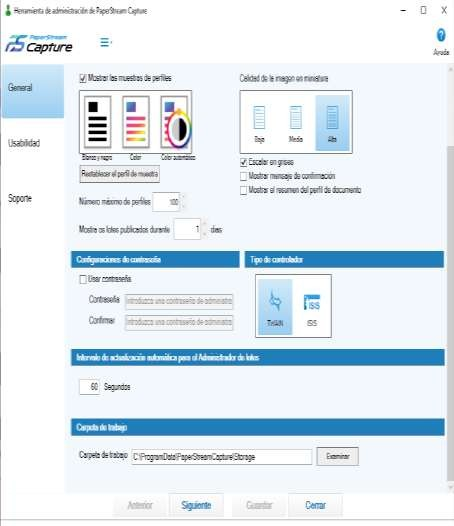 Herramienta de administración de PaperStream Capture
PaperStream
Capture
Ayuda
General
Usabilidad
Soporte
Mostrar las muestras de perfiles
Blanco y negro
Color
Color automático
Restablecer el perfil de muestra
Número máximo de perfiles 100
Mostrar los lotes publicados durante 1 días
Calidad de la imagen en miniatura
Baja
Media
Alta
Escalar en grises
Mostrar mensaje de confirmación
Mostrar el resumen del perfil de documento
Configuraciones de contraseña
Usar contraseña
Contraseña Introduzca una contraseña de administra
Confirmar Introduzca una contraseña de administra
Tipo de controlador
TWAIN
ISIS
ISIS
Intervalo de actualización automática para el Administrador de lotes
60 Segundos
Carpeta de trabajo
Carpeta de trabajo C:\ProgramData\PaperStreamCapture\Storage Examinar
Anterior Siguiente Guardar Cerrar